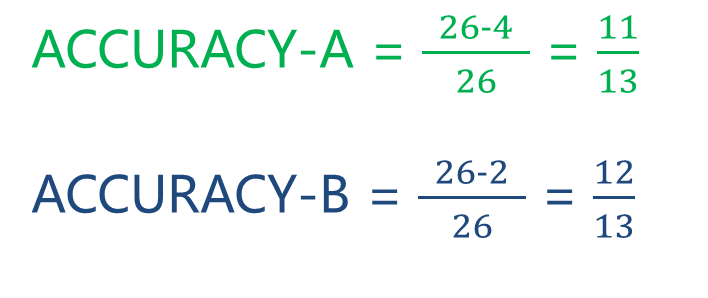 ACCURACY-A = 26-4/26 = 11/13
ACCURACY-B = 26-2/26 = 12/13